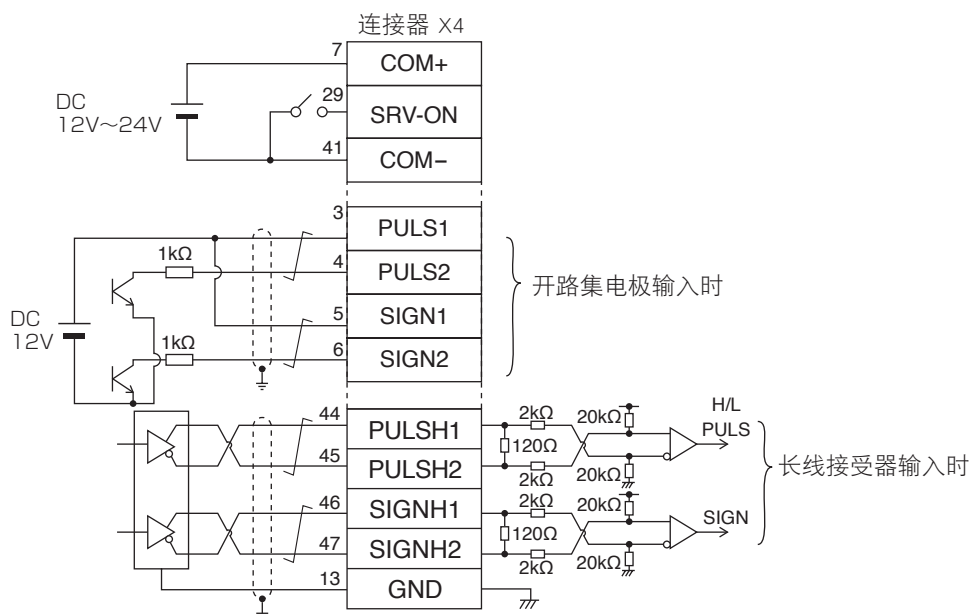 连接器 X4
7
COM+
DC
12V～24V
29
SRV-ON
41
COM−
3
PULS1
1kΩ
4
PULS2
开路集电极输入时
DC
12V
5
SIGN1
1kΩ
6
SIGN2
44
PULSH1
2kΩ
20kΩ
H/L
PULS
120Ω
45
PULSH2
2kΩ
20kΩ
长线接受器输入时
46
SIGNH1
2kΩ
20kΩ
SIGN
120Ω
47
SIGNH2
2kΩ
20kΩ
13
GND